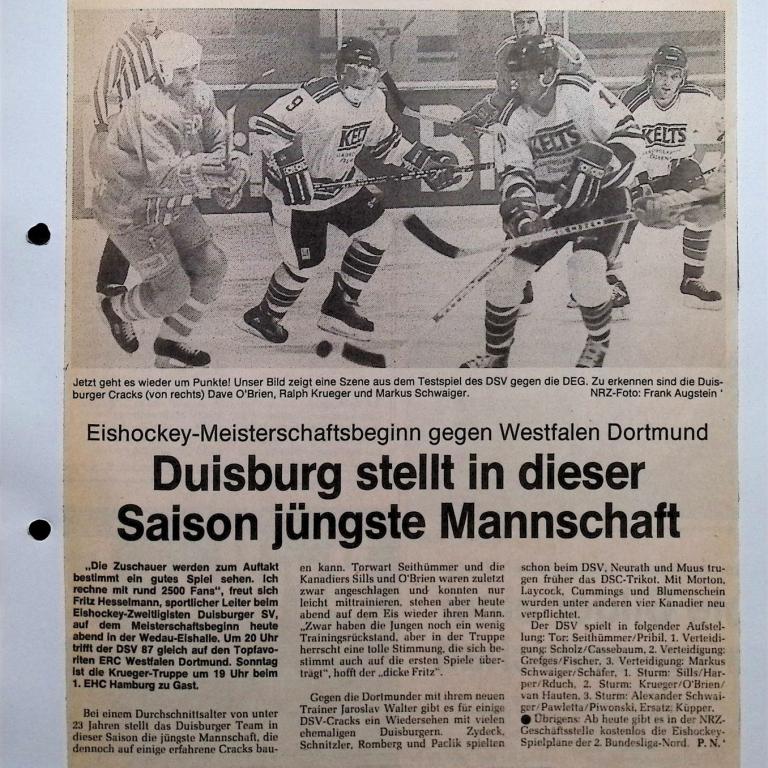 9
KELTS
KELTS
Jetzt geht es wieder um Punkte! Unser Bild zeigt eine Szene aus dem Testspiel des DSV gegen die DEG. Zu erkennen sind die Duis-
burger Cracks (von rechts) Dave O'Brien, Ralph Krueger und Markus Schwaiger. NRZ-Foto: Frank Augstein
Eishockey-Meisterschaftsbeginn gegen Westfalen Dortmund
Duisburg stellt in dieser
Saison jüngste Mannschaft
„Die Zuschauer werden zum Auftakt
bestimmt ein gutes Spiel sehen. Ich
rechne mit rund 2500 Fans“, freut sich
Fritz Hesselmann, sportlicher Leiter beim
Eishockey-Zweitligisten Duisburger SV,
auf dem Meisterschaftsbeginn heute
abend in der Wedau-Eishalle. Um 20 Uhr
trifft der DSV 87 gleich auf den Topfavo-
riten ERC Westfalen Dortmund. Sonntag
ist die Krueger-Truppe um 19 Uhr beim
1. EHC Hamburg zu Gast.
Bei einem Durchschnittsalter von unter
23 Jahren stellt das Duisburger Team in
dieser Saison die jüngste Mannschaft, die
dennoch auf einige erfahrene Cracks bau-
en kann. Torwart Seithümmer und die
Kanadiers Sills und O'Brien waren zuletzt
zwar angeschlagen und konnten nur
leicht mittrainieren, stehen aber heute
abend auf dem Eis wieder ihren Mann.
„Zwar haben die Jungen noch ein wenig
Trainingsrückstand, aber in der Truppe
herrscht eine tolle Stimmung, die sich be-
stimmt auch auf die ersten Spiele über-
trägt“, hofft der „dicke Fritz“.
Gegen die Dortmunder mit ihrem neuen
Trainer Jaroslav Walter gibt es für einige
DSV-Cracks ein Wiedersehen mit vielen
ehemaligen Duisburgern. Zydeck,
Schnitzler, Romberg und Paclik spielten
schon beim DSV, Neurath und Muus tru-
gen früher das DSC-Trikot. Mit Morton,
Laycock, Cummings und Blumenschein
wurden unter anderen vier Kanadier neu
verpflichtet.
Der DSV spielt in folgender Aufstel-
lung: Tor: Seithümmer/Pribil, 1. Verteidi-
gung: Scholz/Cassebaum, 2. Verteidigung:
Grefges/Fischer, 3. Verteidigung: Markus
Schwaiger/Schäfer, 1. Sturm: Sills/Har-
per/Rduch, 2. Sturm: Krueger/O'Brien/
van Hauten, 3. Sturm: Alexander Schwai-
ger/Pawletta/Piwonski, Ersatz: Küpper.
● Übrigens: Ab heute gibt es in der NRZ-
Geschäftsstelle kostenlos die Eishockey-
Spielpläne der 2. Bundesliga-Nord. P. N.